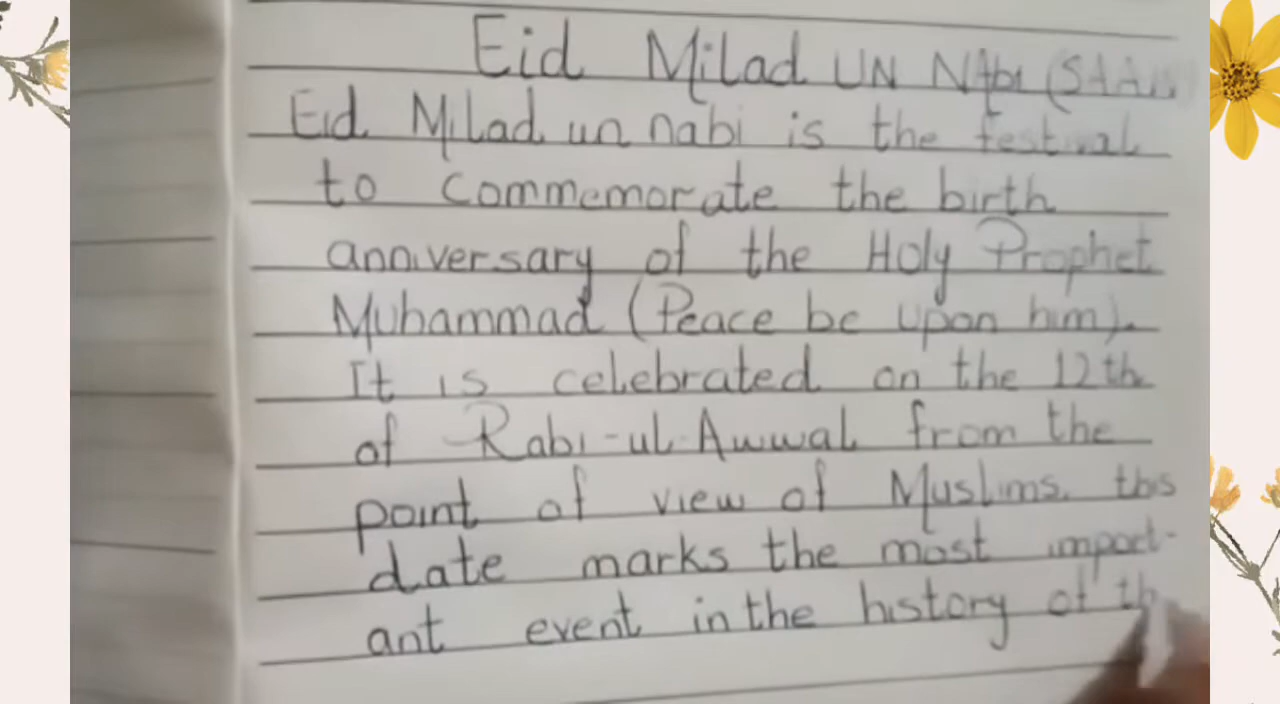 Eid Milad UN NAbi (SAAW)
Eid Milad un nabi is the festival
to commemorate the birth
anniversary of the Holy Prophet
Muhammad (Peace be upon him).
It is celebrated on the 12th
of Rabi-ul-Awwal from the
point of view of Muslims. this
date marks the most import-
ant event in the history of